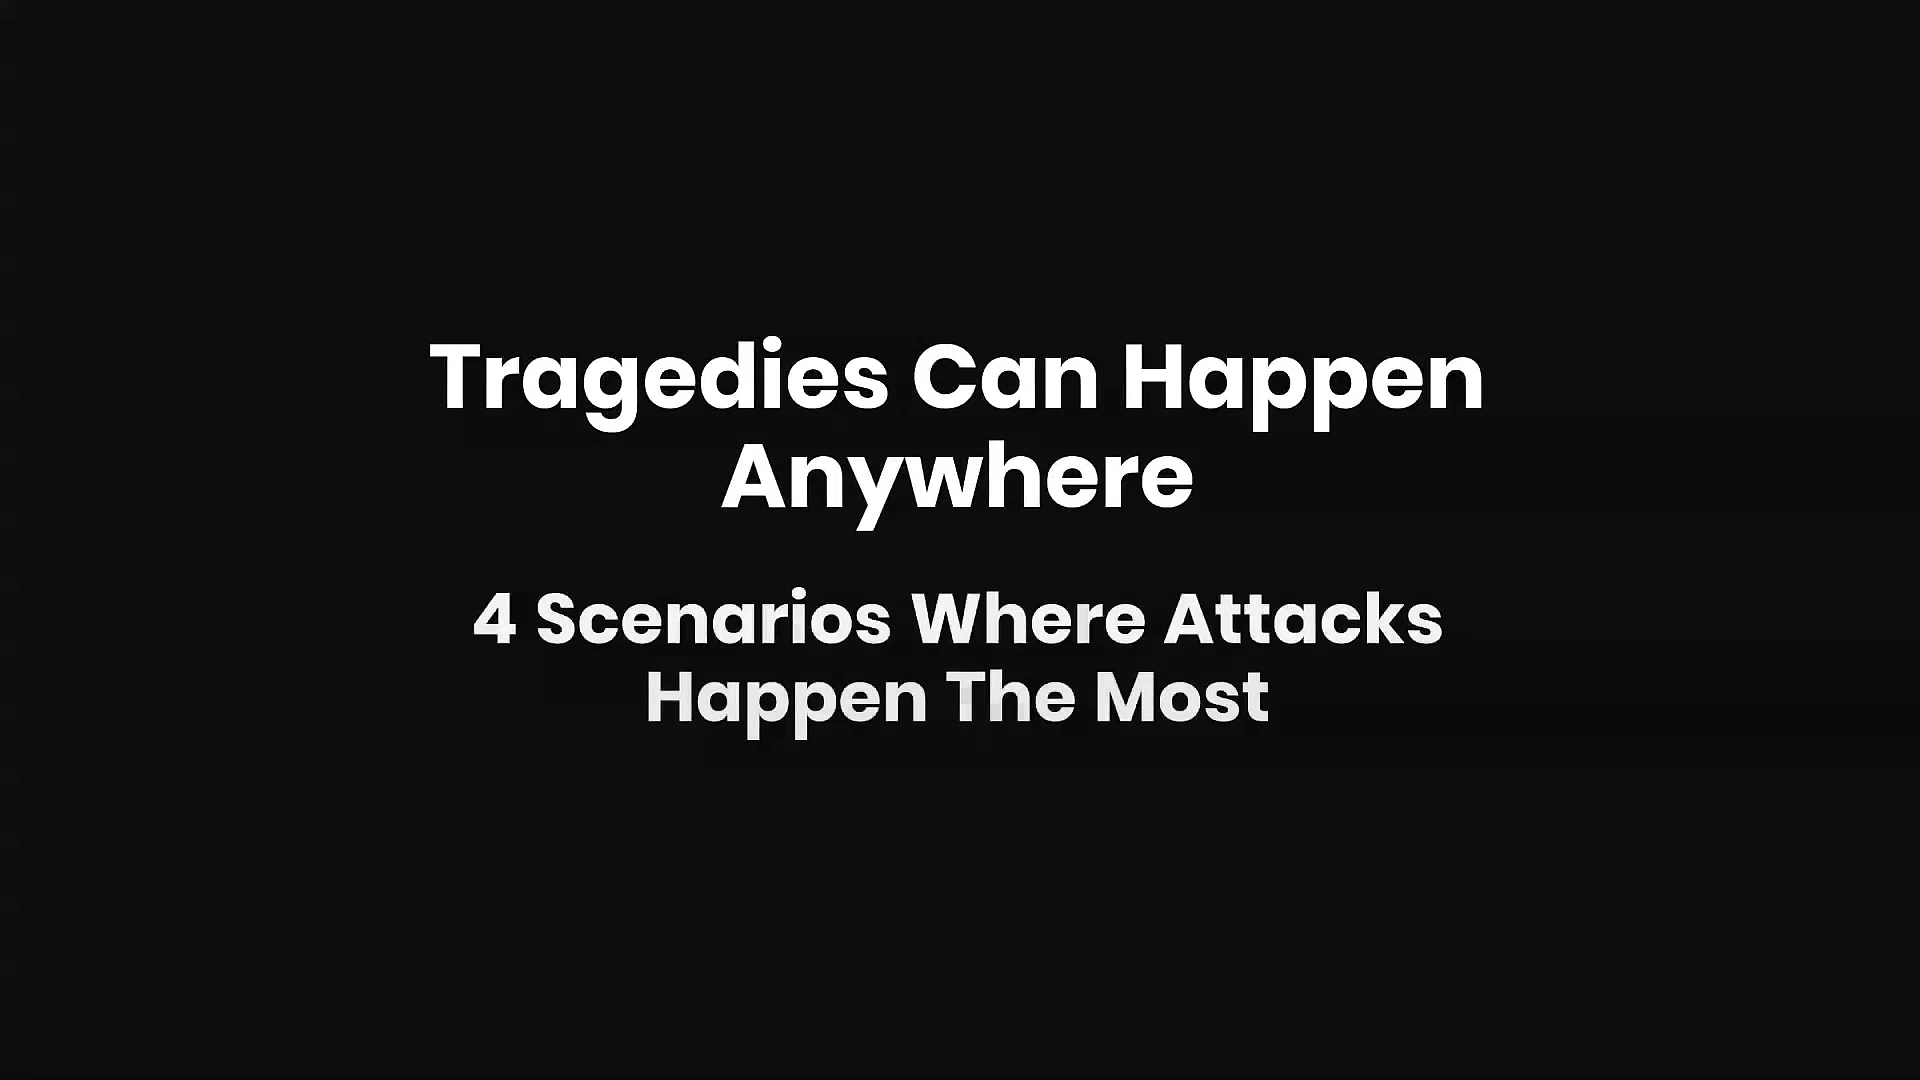 Tragedies Can Happen
Anywhere
4 Scenarios Where Attacks
Happen The Most